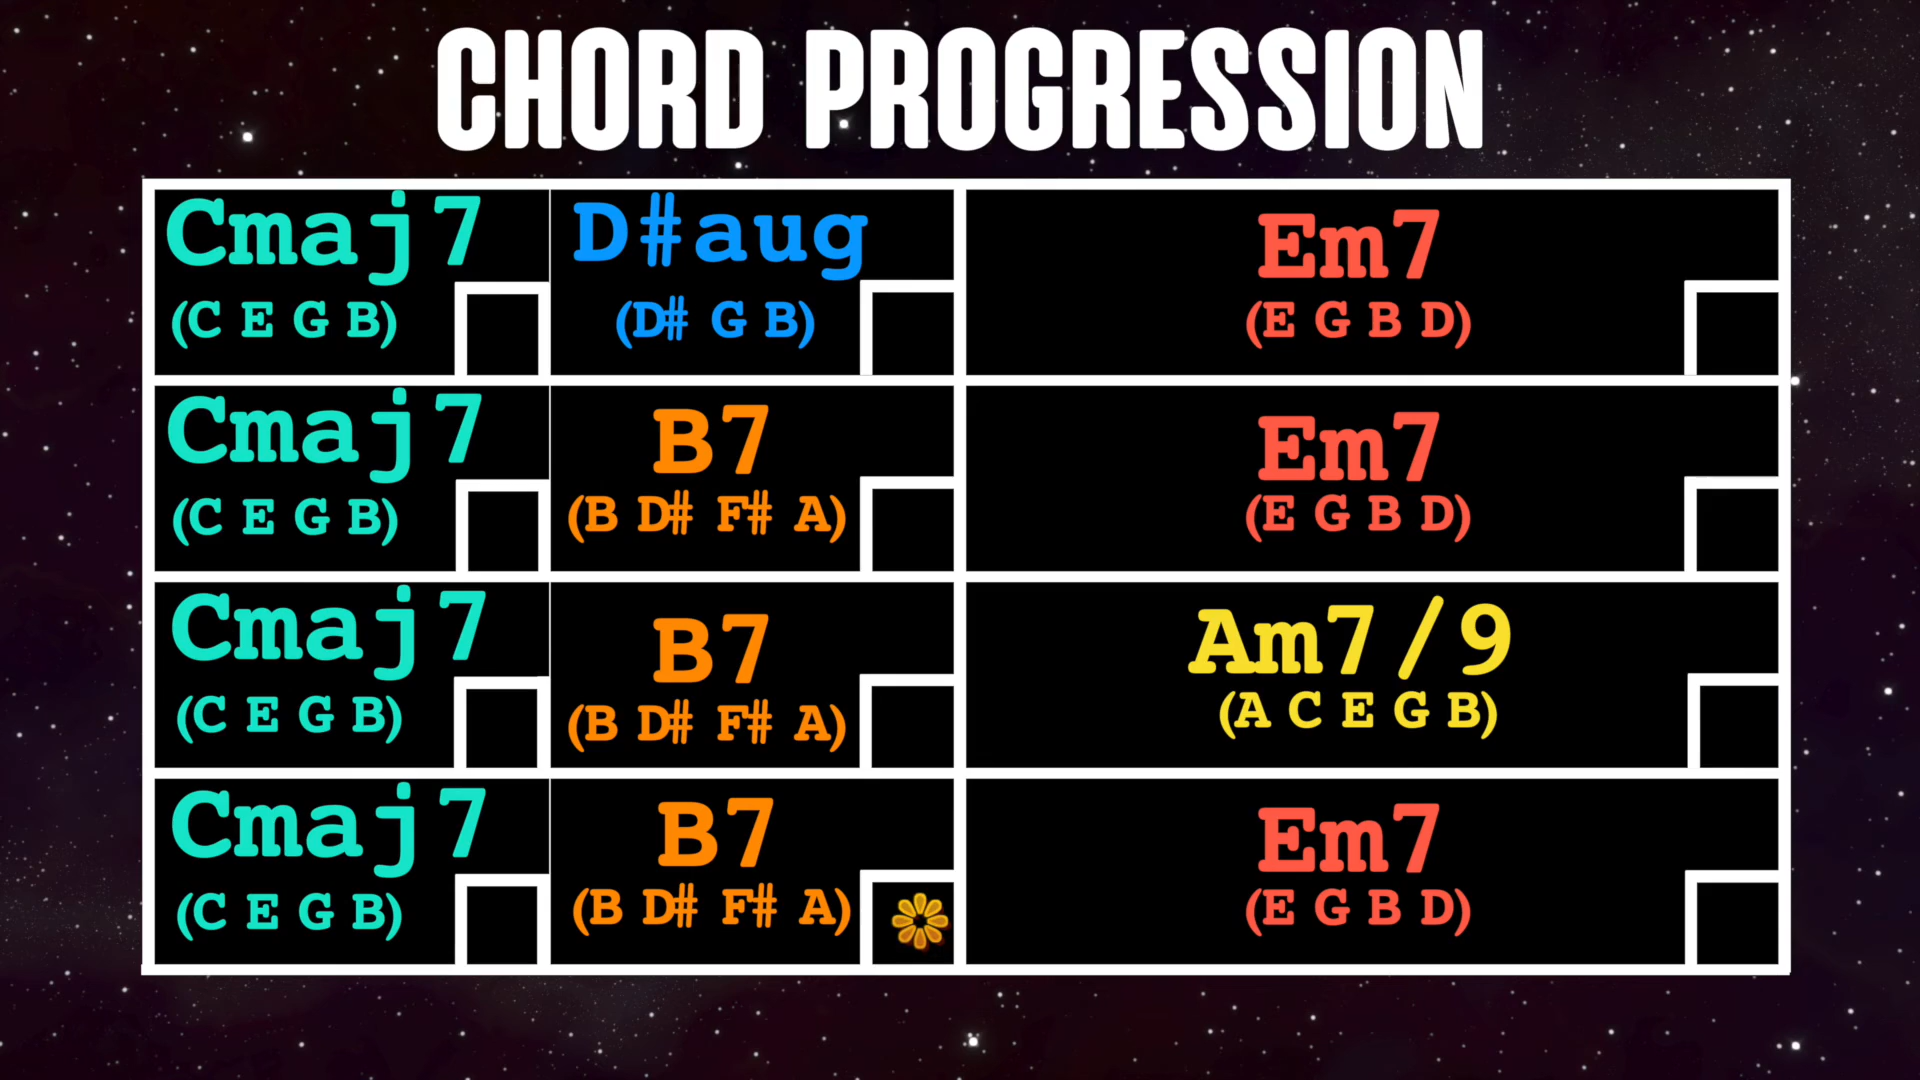 CHORD PROGRESSION
Cmaj7 D#aug Em7
(C E G B) (D# G B) (E G B D)
Cmaj7 B7 Em7
(C E G B) (B D# F# A) (E G B D)
Cmaj7 B7 Am7/9
(C E G B) (B D# F# A) (A C E G B)
Cmaj7 B7 Em7
(C E G B) (B D# F# A) (E G B D)